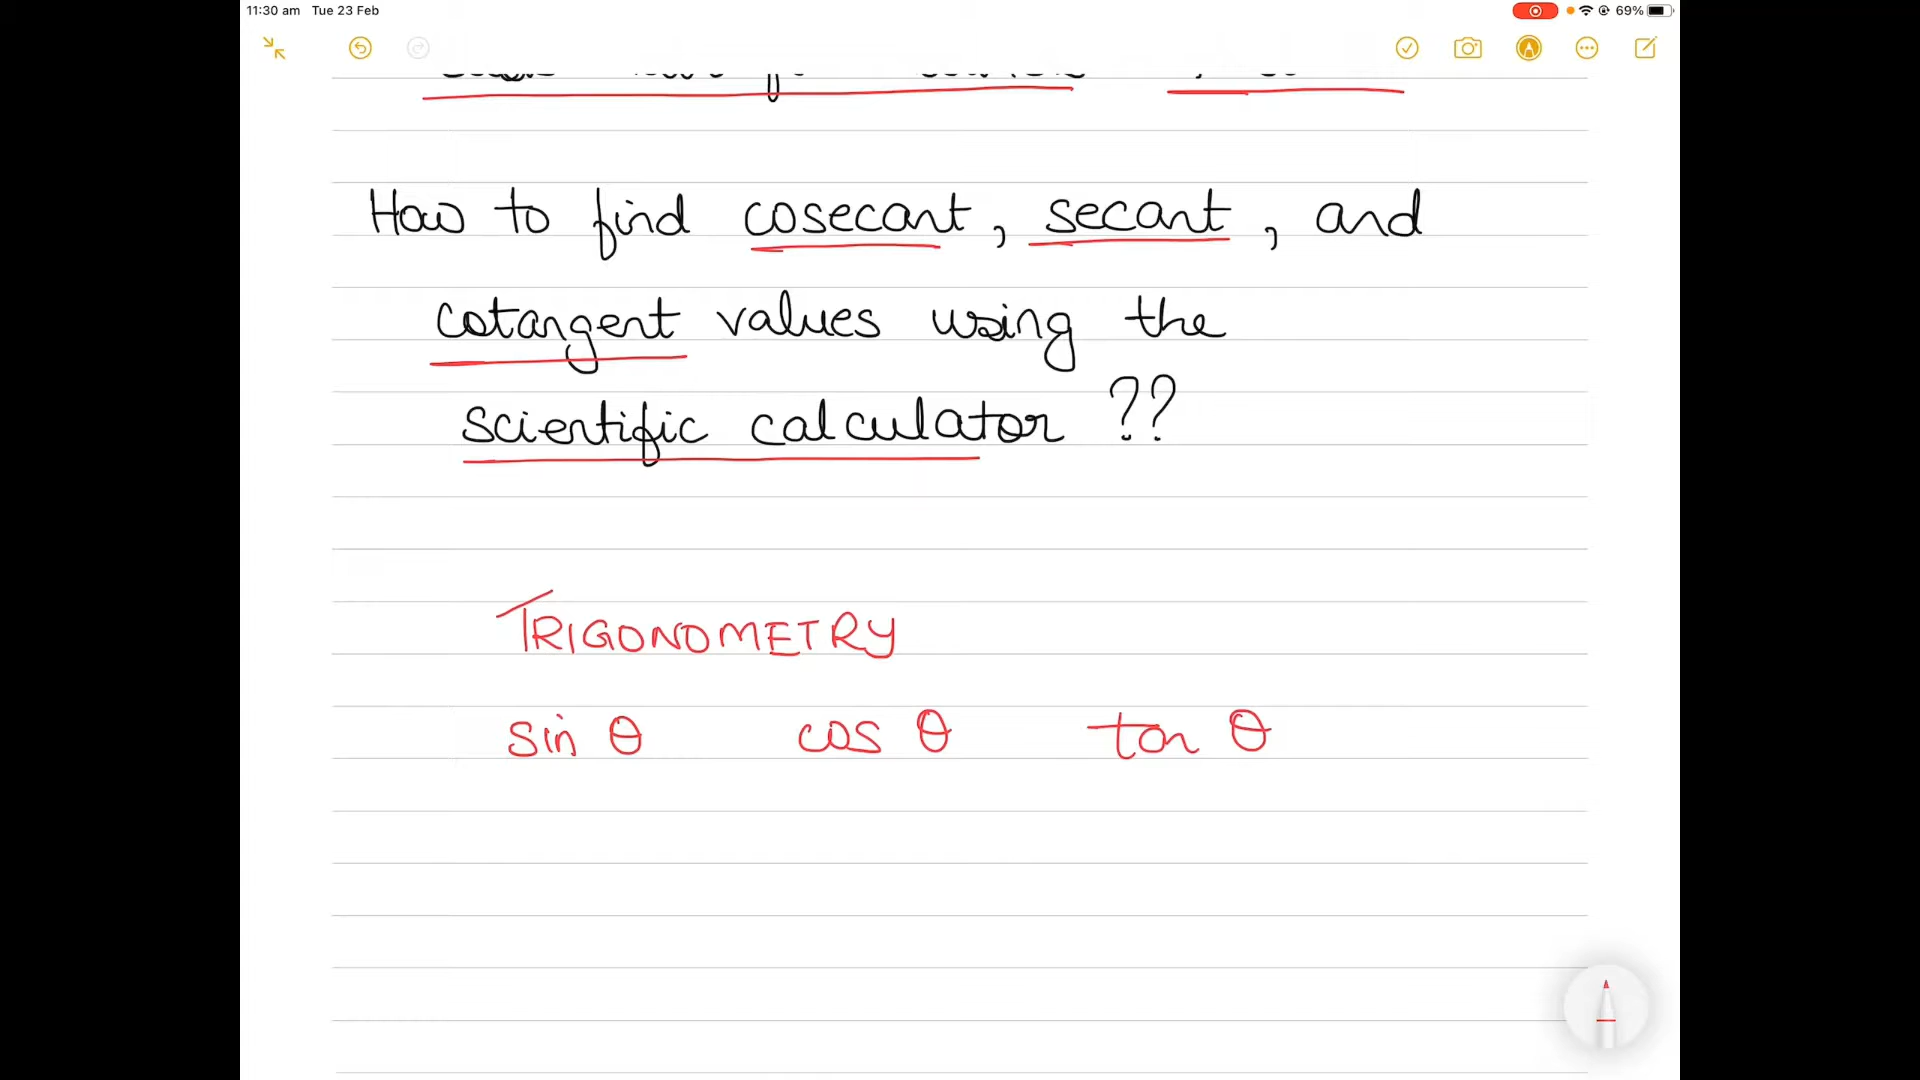 11:30 am Tue 23 Feb
69%
How to find cosecant, secant, and
cotangent values using the
scientific calculator ??
TRIGONOMETRY
sin θ cos θ tan θ